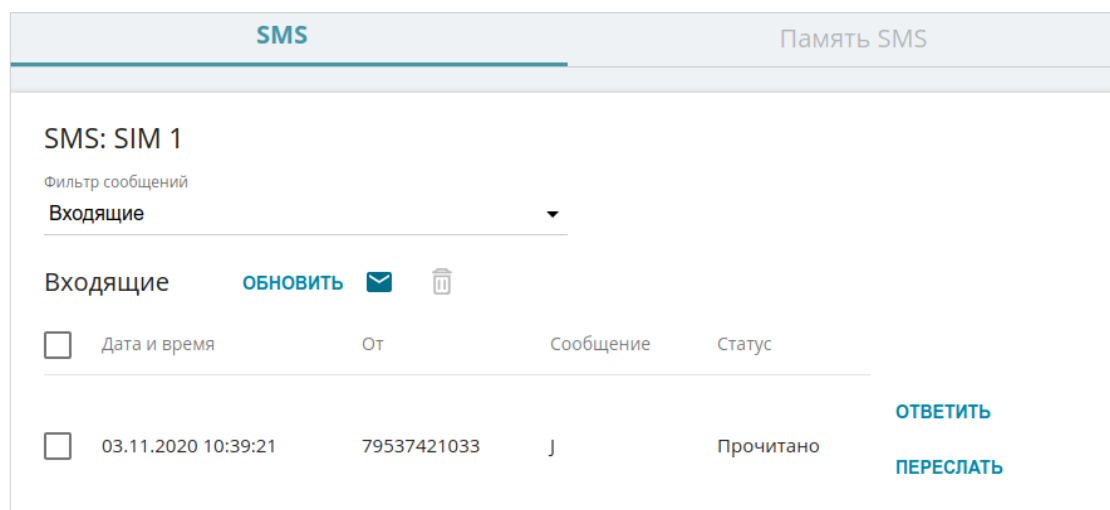 SMS Память SMS
SMS: SIM 1
Фильтр сообщений
Входящие
Входящие ОБНОВИТЬ
Дата и время От Сообщение Статус
ОТВЕТИТЬ
03.11.2020 10:39:21 79537421033 J Прочитано
ПЕРЕСЛАТЬ